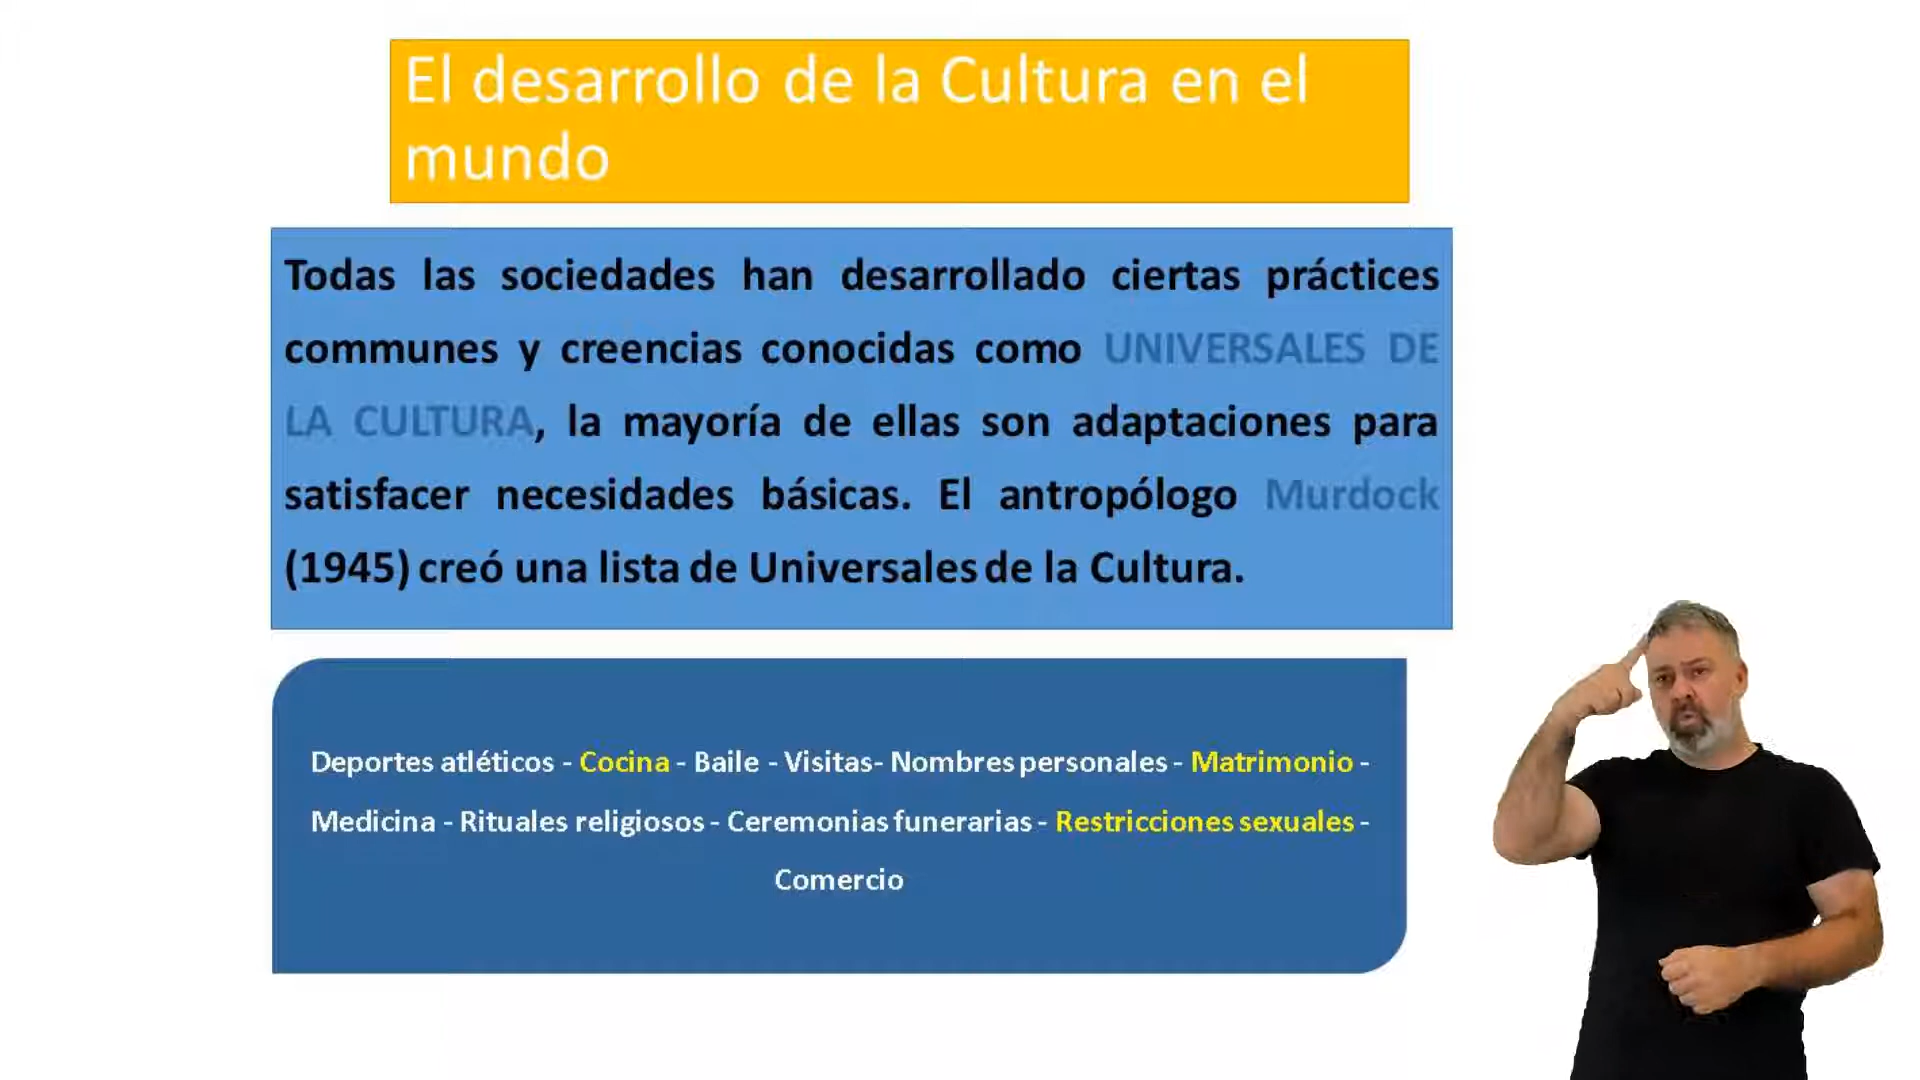 El desarrollo de la Cultura en el
mundo
Todas las sociedades han desarrollado ciertas práctices
communes y creencias conocidas como UNIVERSALES DE
LA CULTURA, la mayoría de ellas son adaptaciones para
satisfacer necesidades básicas. El antropólogo Murdock
(1945) creó una lista de Universales de la Cultura.
Deportes atléticos - Cocina - Baile - Visitas- Nombres personales - Matrimonio -
Medicina - Rituales religiosos - Ceremonias funerarias - Restricciones sexuales -
Comercio